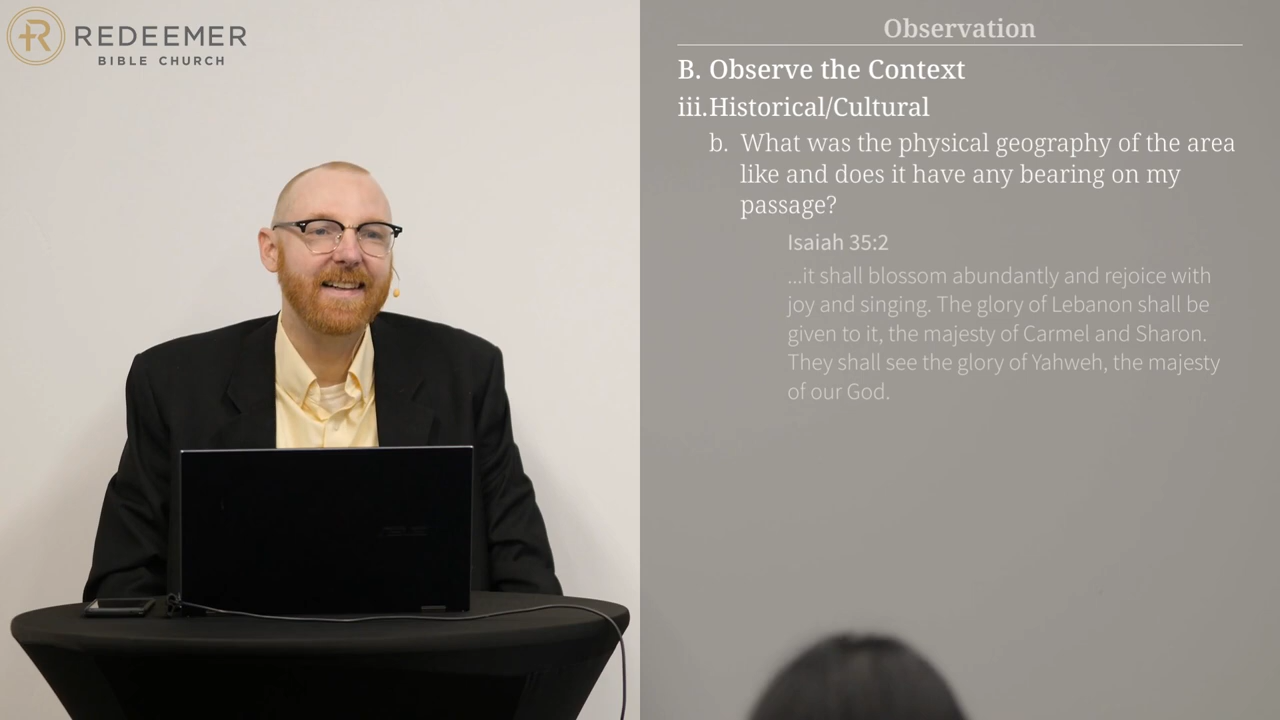 REDEEMER
BIBLE CHURCH
Observation
B. Observe the Context
iii.Historical/Cultural
b. What was the physical geography of the area
like and does it have any bearing on my
passage?
Isaiah 35:2
...it shall blossom abundantly and rejoice with
joy and singing. The glory of Lebanon shall be
given to it, the majesty of Carmel and Sharon.
They shall see the glory of Yahweh, the majesty
of our God.